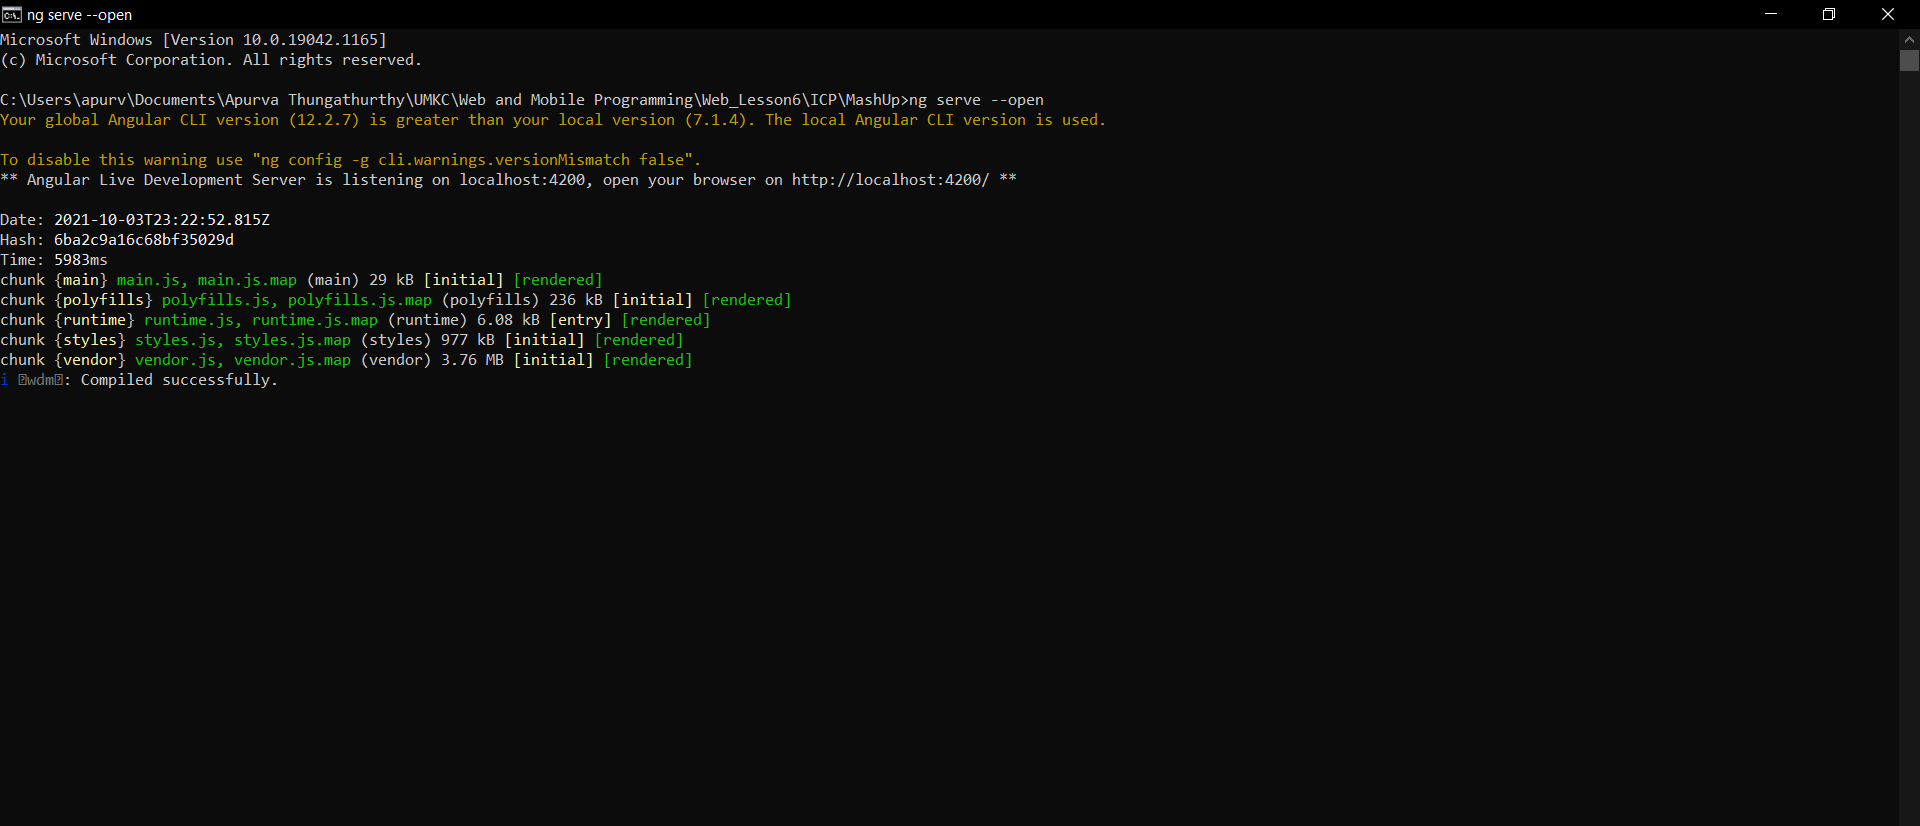 ng serve --open
Microsoft Windows [Version 10.0.19042.1165]
(c) Microsoft Corporation. All rights reserved.
C:\Users\apurv\Documents\Apurva Thungathurthy\UMKC\Web and Mobile Programming\Web_Lesson6\ICP\MashUp>ng serve --open
Your global Angular CLI version (12.2.7) is greater than your local version (7.1.4). The local Angular CLI version is used.
To disable this warning use "ng config -g cli.warnings.versionMismatch false".
** Angular Live Development Server is listening on localhost:4200, open your browser on http://localhost:4200/ **
Date: 2021-10-03T23:22:52.815Z
Hash: 6ba2c9a16c68bf35029d
Time: 5983ms
chunk {main} main.js, main.js.map (main) 29 kB [initial] [rendered]
chunk {polyfills} polyfills.js, polyfills.js.map (polyfills) 236 kB [initial] [rendered]
chunk {runtime} runtime.js, runtime.js.map (runtime) 6.08 kB [entry] [rendered]
chunk {styles} styles.js, styles.js.map (styles) 977 kB [initial] [rendered]
chunk {vendor} vendor.js, vendor.js.map (vendor) 3.76 MB [initial] [rendered]
i ⍰wdm⍰: Compiled successfully.